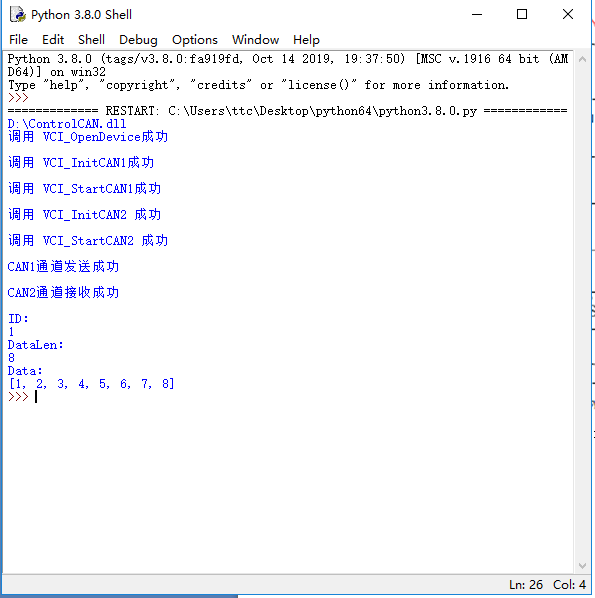 Python 3.8.0 Shell
File Edit Shell Debug Options Window Help
Python 3.8.0 (tags/v3.8.0:fa919fd, Oct 14 2019, 19:37:50) [MSC v.1916 64 bit (AM
D64)] on win32
Type "help", "copyright", "credits" or "license()" for more information.
>>>
============= RESTART: C:\Users\ttc\Desktop\python64\python3.8.0.py ============
D:\ControlCAN.dll
调用 VCI_OpenDevice成功
调用 VCI_InitCAN1成功
调用 VCI_StartCAN1成功
调用 VCI_InitCAN2 成功
调用 VCI_StartCAN2 成功
CAN1通道发送成功
CAN2通道接收成功
ID:
1
DataLen:
8
Data:
[1, 2, 3, 4, 5, 6, 7, 8]
>>>
Ln: 26 Col: 4